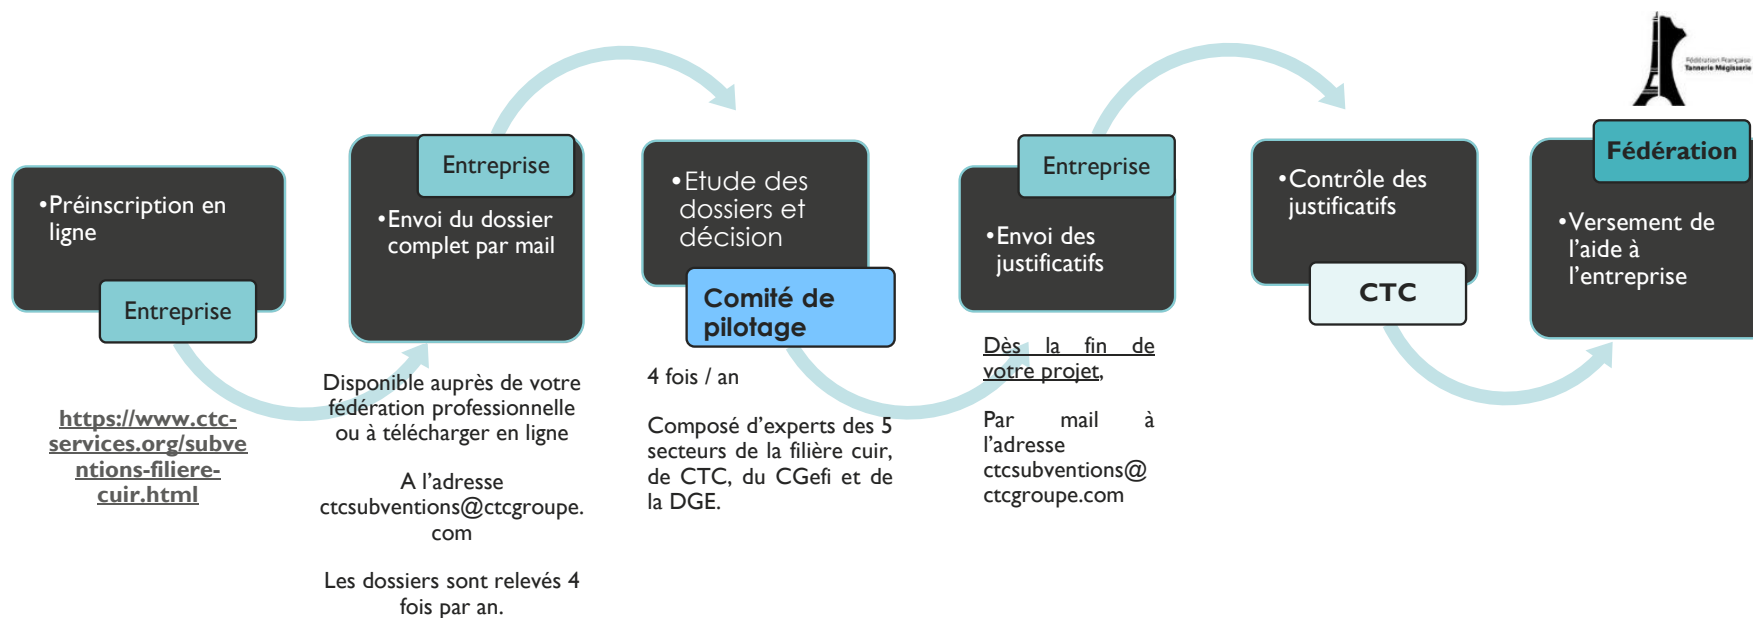 Fédération Française
Tannerie Mégisserie
•Préinscription en
ligne
Entreprise
https://www.ctc-
services.org/subve
ntions-filiere-
cuir.html
Entreprise
•Envoi du dossier
complet par mail
Disponible auprès de votre
fédération professionnelle
ou à télécharger en ligne
A l’adresse
ctcsubventions@ctcgroupe.
com
Les dossiers sont relevés 4
fois par an.
•Etude des
dossiers et
décision
Comité de
pilotage
4 fois / an
Composé d’experts des 5
secteurs de la filière cuir,
de CTC, du CGefi et de
la DGE.
Entreprise
•Envoi des
justificatifs
Dès la fin de
votre projet,
Par mail à
l’adresse
ctcsubventions@
ctcgroupe.com
•Contrôle des
justificatifs
CTC
Fédération
•Versement de
l’aide à
l’entreprise